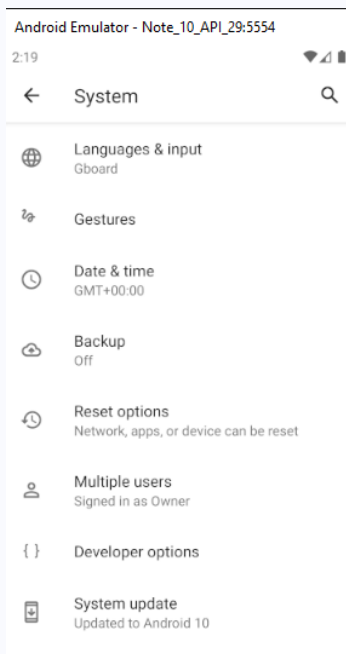 Android Emulator - Note_10_API_29:5554
2:19
System
Languages & input
Gboard
Gestures
Date & time
GMT+00:00
Backup
Off
Reset options
Network, apps, or device can be reset
Multiple users
Signed in as Owner
{ } Developer options
System update
Updated to Android 10